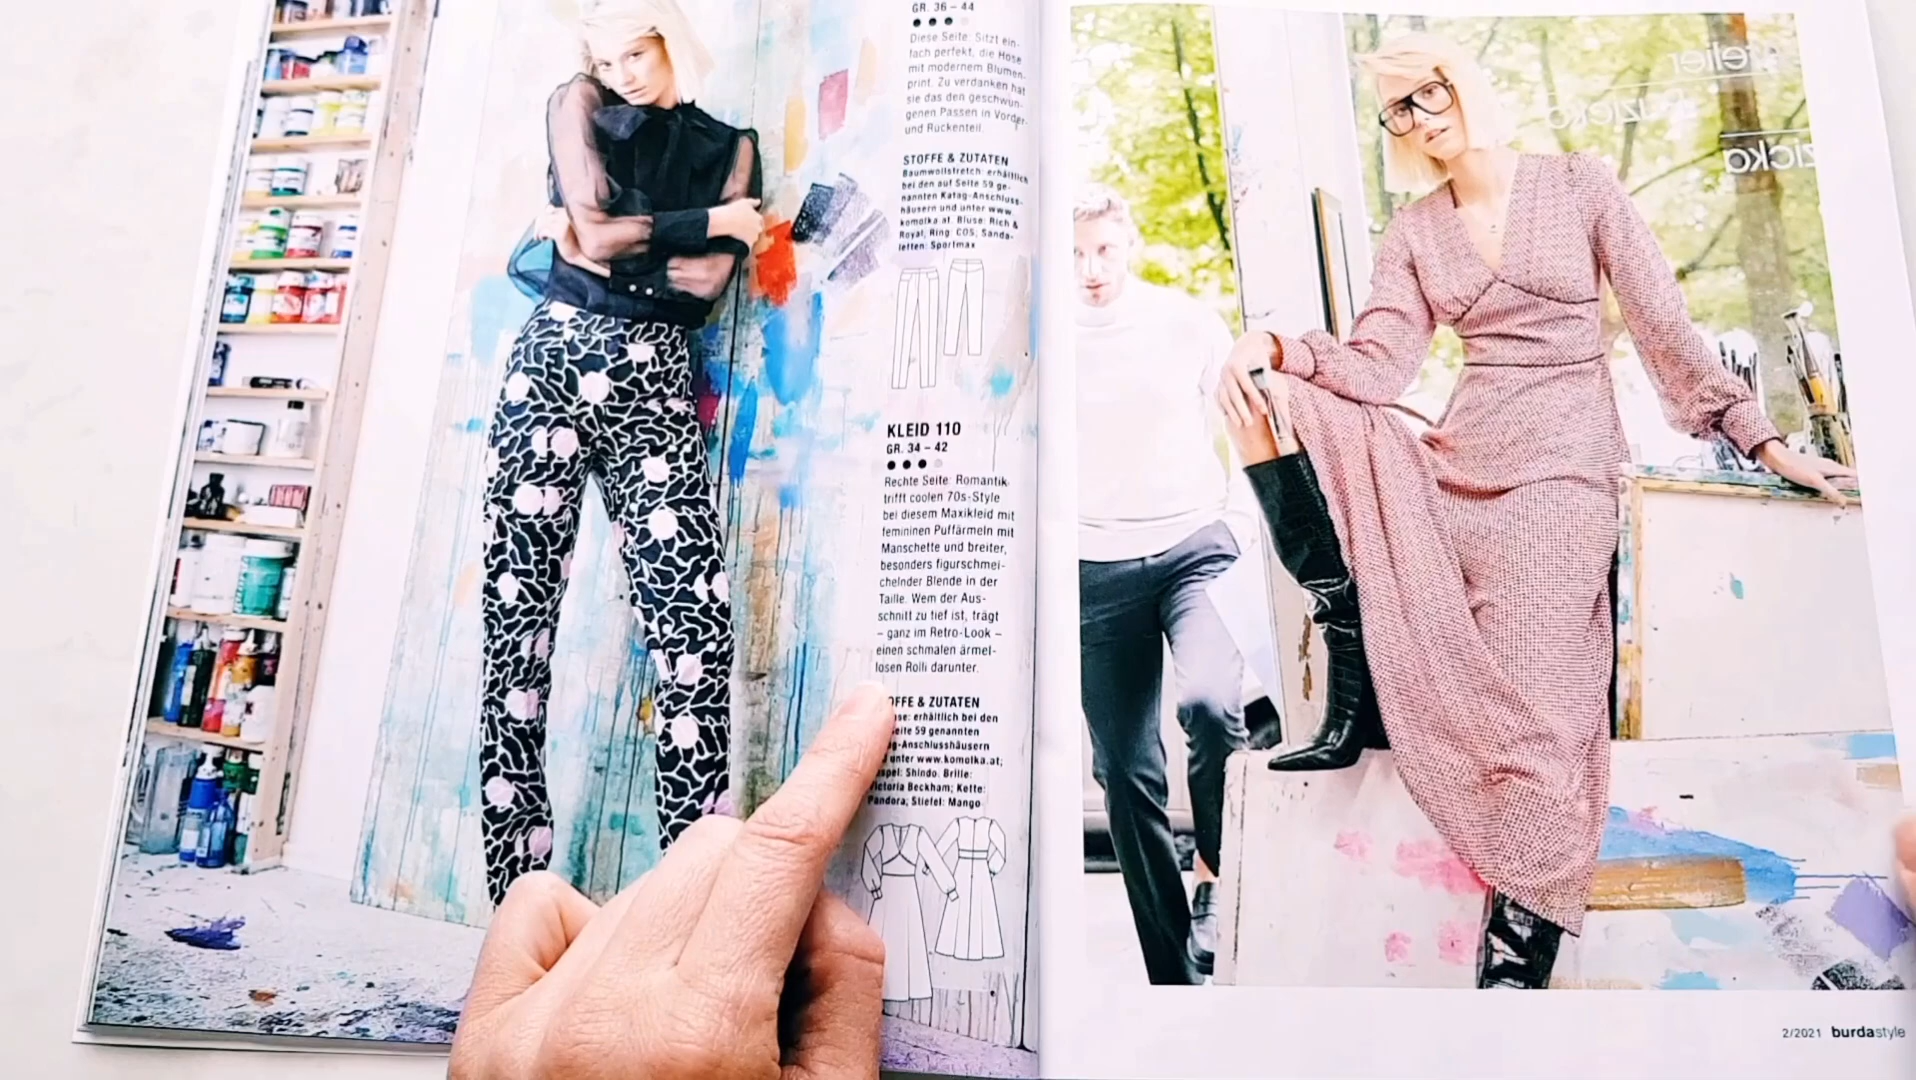 GR. 36 – 44
Diese Seite: Sitzt ein-
fach perfekt, die Hose
mit modernem Blumen-
print. Zu verdanken hat
sie das den geschwun-
genen Passen in Vorder-
und Rückenteil.
STOFFE & ZUTATEN
Baumwollstretch: erhältlich
bei den auf Seite 59 ge-
nannten Katag-Anschluss-
häusern und unter www.
komolka.at. Bluse: Rich &
Royal; Ring: COS; Sanda-
letten: Sportmax
KLEID 110
GR. 34 – 42
Rechte Seite: Romantik
trifft coolen 70s-Style
bei diesem Maxikleid mit
femininen Puffärmeln mit
Manschette und breiter,
besonders figurschmei-
chelnder Blende in der
Taille. Wem der Aus-
schnitt zu tief ist, trägt
– ganz im Retro-Look –
einen schmalen ärmel-
losen Rolli darunter.
OFFE & ZUTATEN
se: erhältlich bei den
eite 59 genannten
g-Anschlusshäusern
unter www.komolka.at;
spel: Shindo. Brille:
Victoria Beckham; Kette:
Pandora; Stiefel: Mango
elier
uzicka
zicka
2/2021 burdastyle